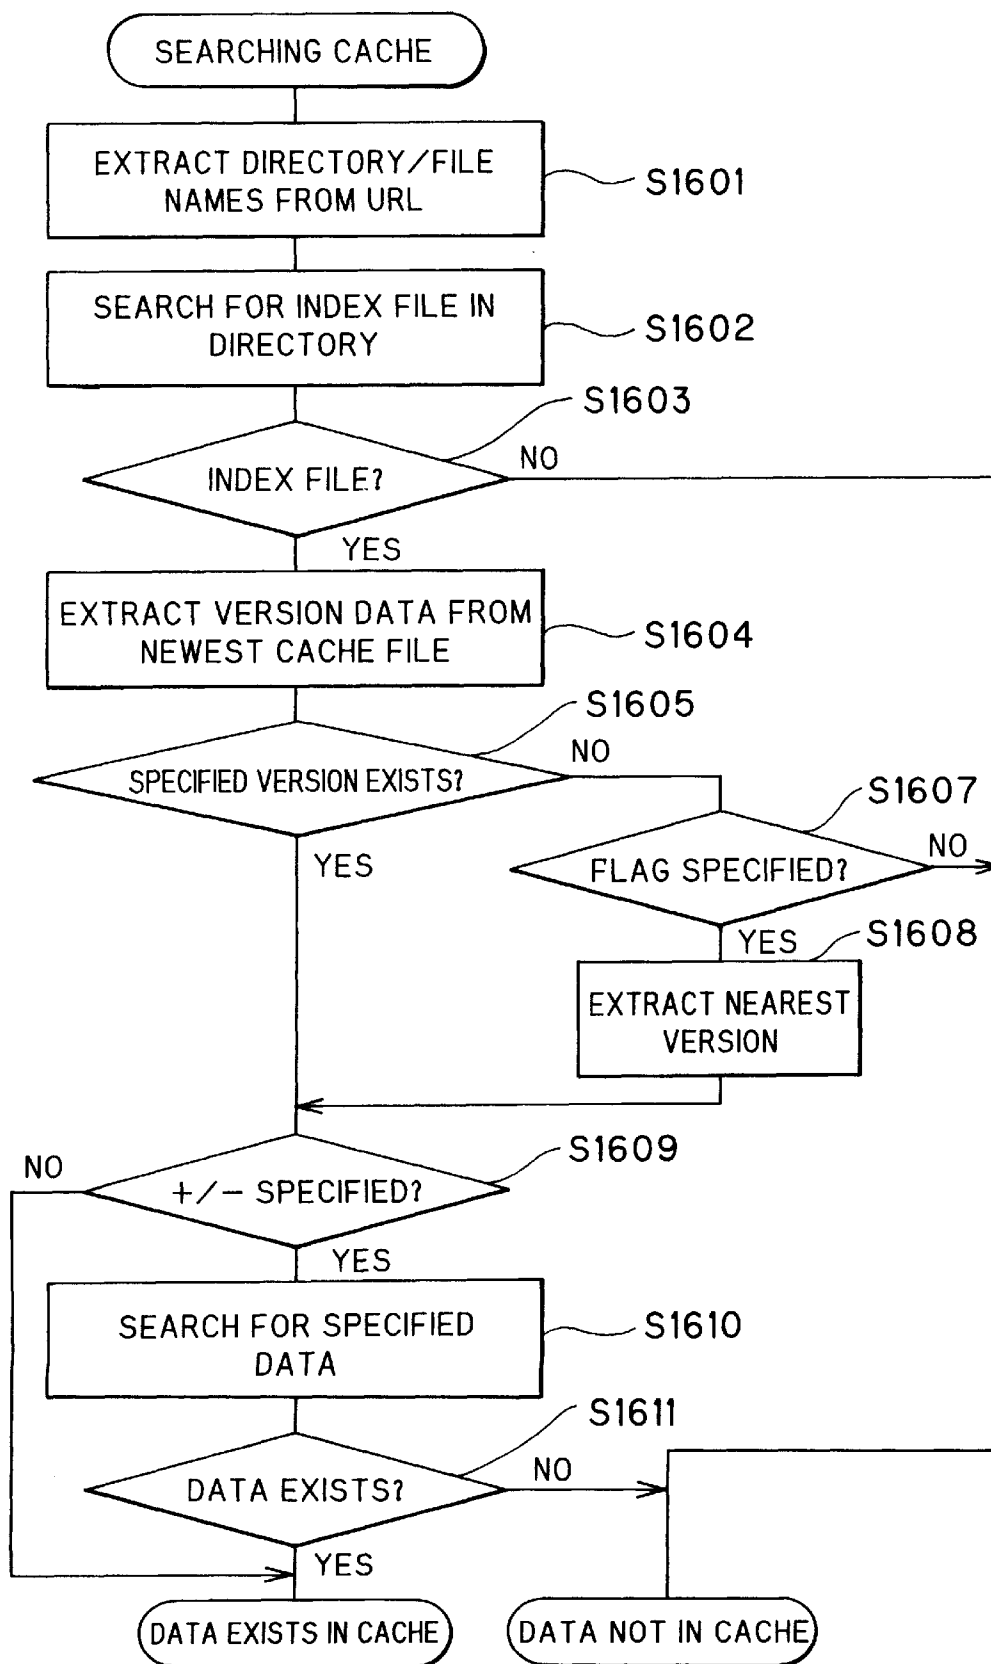 SEARCHING CACHE
EXTRACT DIRECTORY/FILE
NAMES FROM URL
S1601
SEARCH FOR INDEX FILE IN
DIRECTORY
S1602
S1603
INDEX FILE?
NO
YES
EXTRACT VERSION DATA FROM
NEWEST CACHE FILE
S1604
S1605
SPECIFIED VERSION EXISTS?
NO
YES
S1607
FLAG SPECIFIED?
NO
YES
S1608
EXTRACT NEAREST
VERSION
S1609
NO
+/- SPECIFIED?
YES
SEARCH FOR SPECIFIED
DATA
S1610
S1611
DATA EXISTS?
NO
YES
DATA EXISTS IN CACHE
DATA NOT IN CACHE